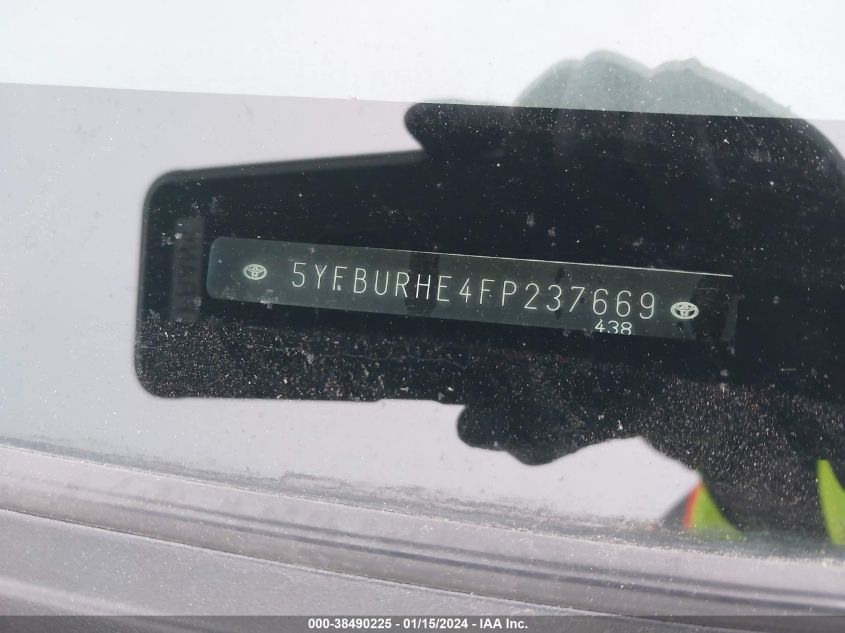 5YFBURHE4FP237669
438
000-38490225 - 01/15/2024 - IAA Inc.